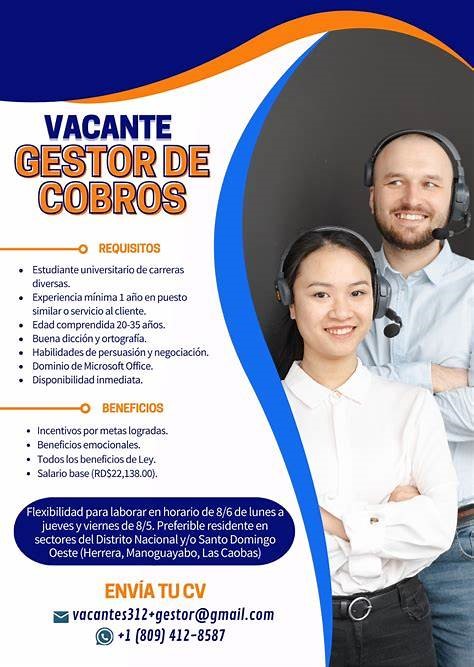 VACANTE
GESTOR DE
COBROS
REQUISITOS
• Estudiante universitario de carreras
diversas.
• Experiencia mínima 1 año en puesto
similar o servicio al cliente.
• Edad comprendida 20-35 años.
• Buena dicción y ortografía.
• Habilidades de persuasión y negociación.
• Dominio de Microsoft Office.
• Disponibilidad inmediata.
BENEFICIOS
• Incentivos por metas logradas.
• Beneficios emocionales.
• Todos los beneficios de Ley.
• Salario base (RD$22,138.00).
Flexibilidad para laborar en horario de 8/6 de lunes a
jueves y viernes de 8/5. Preferible residente en
sectores del Distrito Nacional y/o Santo Domingo
Oeste (Herrera, Manoguayabo, Las Caobas)
ENVÍA TU CV
vacantes312+gestor@gmail.com
+1 (809) 412-8587